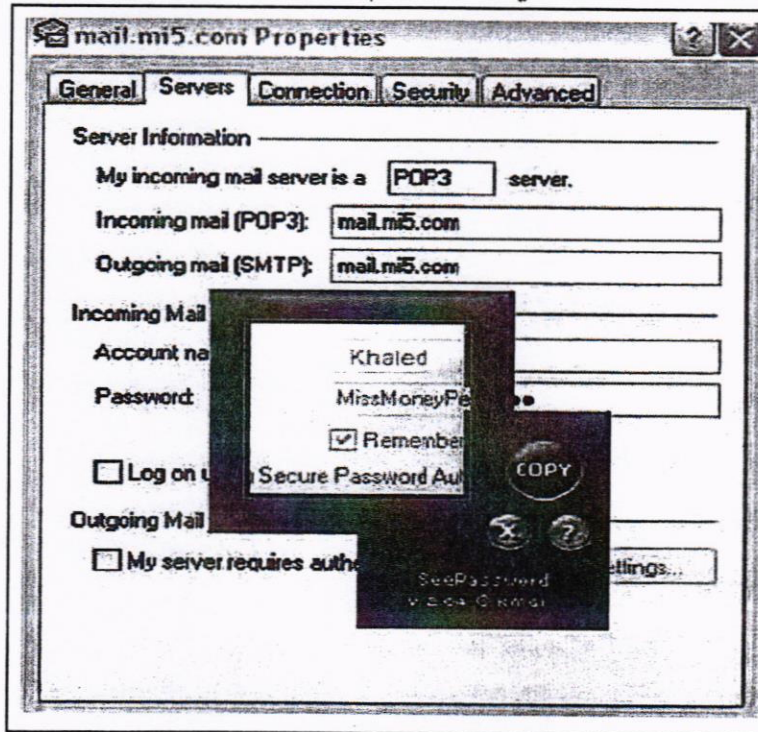 mail.mi5.com Properties
General Servers Connection Security Advanced
Server Information
My incoming mail server is a POP3 server.
Incoming mail (POP3): mail.mi5.com
Outgoing mail (SMTP): mail.mi5.com
Incoming Mail
Account na Khaled
Password: MissMoneyPe
Remember
Log on u Secure Password Aut
COPY
Outgoing Mail
X ?
My server requires authe ettings...
SeePassword